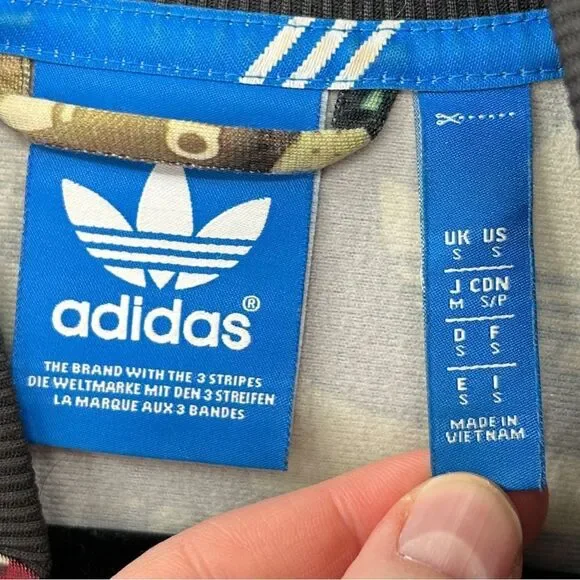 adidas®
THE BRAND WITH THE 3 STRIPES
DIE WELTMARKE MIT DEN 3 STREIFEN
LA MARQUE AUX 3 BANDES
UK US
S S
J CDN
M S/P
D F
S S
E I
S S
MADE IN
VIETNAM